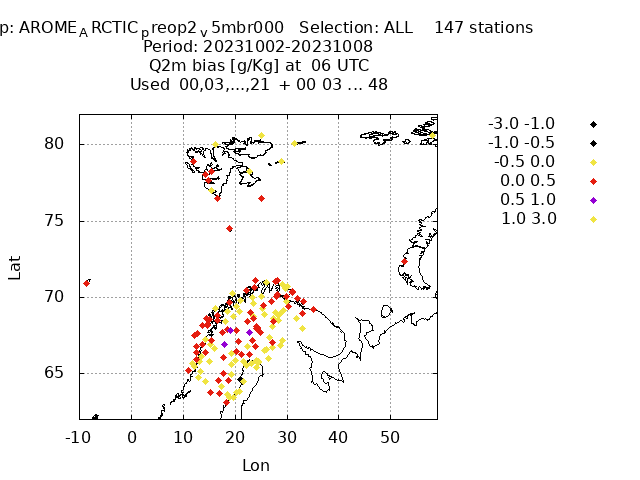 p: AROME_A RCTIC_p reop2_v 5mbr000 Selection: ALL 147 stations
Period: 20231002-20231008
Q2m bias [g/Kg] at 06 UTC
Used 00,03,...,21 + 00 03 ... 48
-3.0 -1.0
-1.0 -0.5
-0.5 0.0
0.0 0.5
0.5 1.0
1.0 3.0
80
75
70
65
Lat
-10 0 10 20 30 40 50
Lon